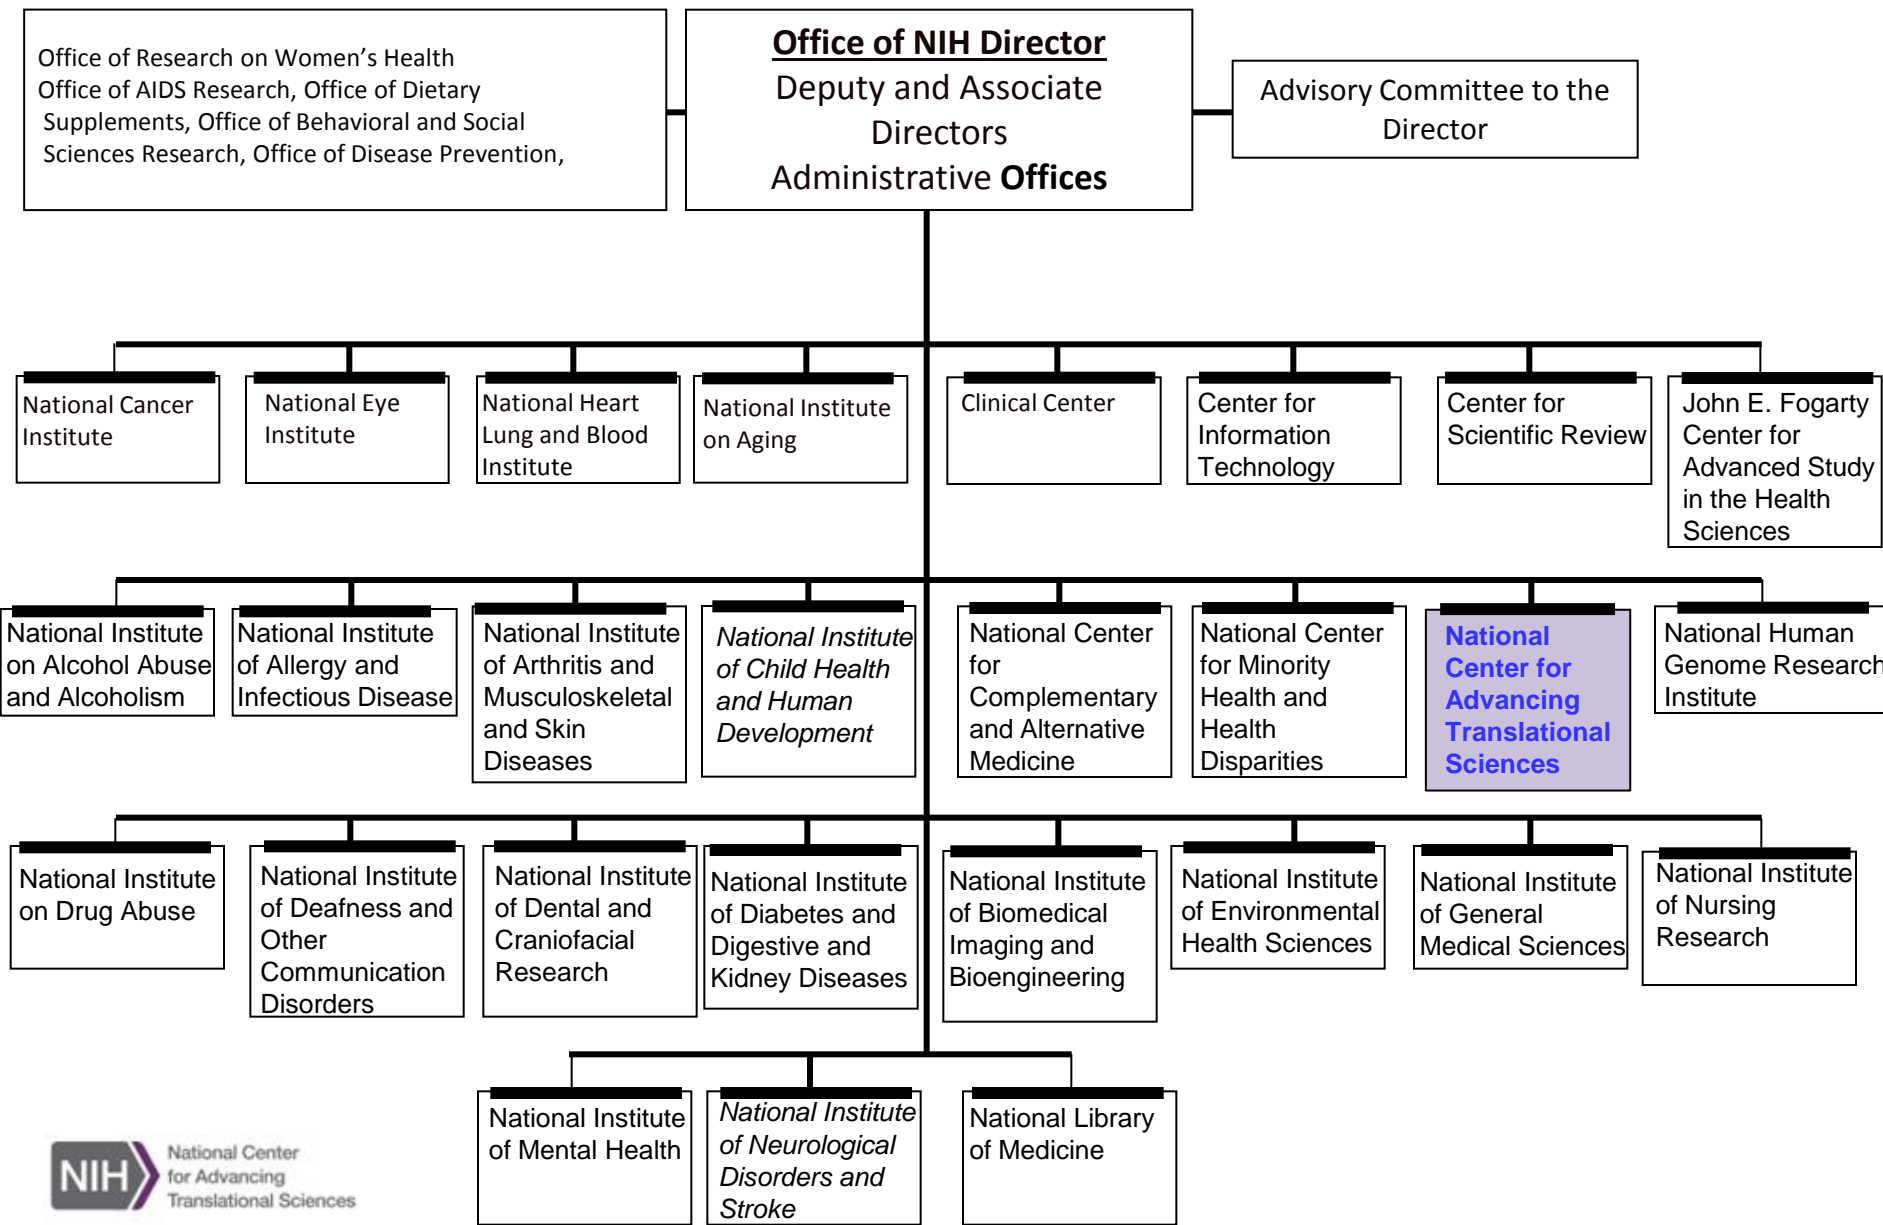 Office of Research on Women’s Health
Office of AIDS Research, Office of Dietary
Supplements, Office of Behavioral and Social
Sciences Research, Office of Disease Prevention,
Office of NIH Director
Deputy and Associate
Directors
Administrative Offices
Advisory Committee to the
Director
National Cancer
Institute
National Eye
Institute
National Heart
Lung and Blood
Institute
National Institute
on Aging
Clinical Center
Center for
Information
Technology
Center for
Scientific Review
John E. Fogarty
Center for
Advanced Study
in the Health
Sciences
National Institute
on Alcohol Abuse
and Alcoholism
National Institute
of Allergy and
Infectious Disease
National Institute
of Arthritis and
Musculoskeletal
and Skin
Diseases
National Institute
of Child Health
and Human
Development
National Center
for
Complementary
and Alternative
Medicine
National Center
for Minority
Health and
Health
Disparities
National
Center for
Advancing
Translational
Sciences
National Human
Genome Research
Institute
National Institute
on Drug Abuse
National Institute
of Deafness and
Other
Communication
Disorders
National Institute
of Dental and
Craniofacial
Research
National Institute
of Diabetes and
Digestive and
Kidney Diseases
National Institute
of Biomedical
Imaging and
Bioengineering
National Institute
of Environmental
Health Sciences
National Institute
of General
Medical Sciences
National Institute
of Nursing
Research
National Institute
of Mental Health
National Institute
of Neurological
Disorders and
Stroke
National Library
of Medicine
NIH
National Center
for Advancing
Translational Sciences